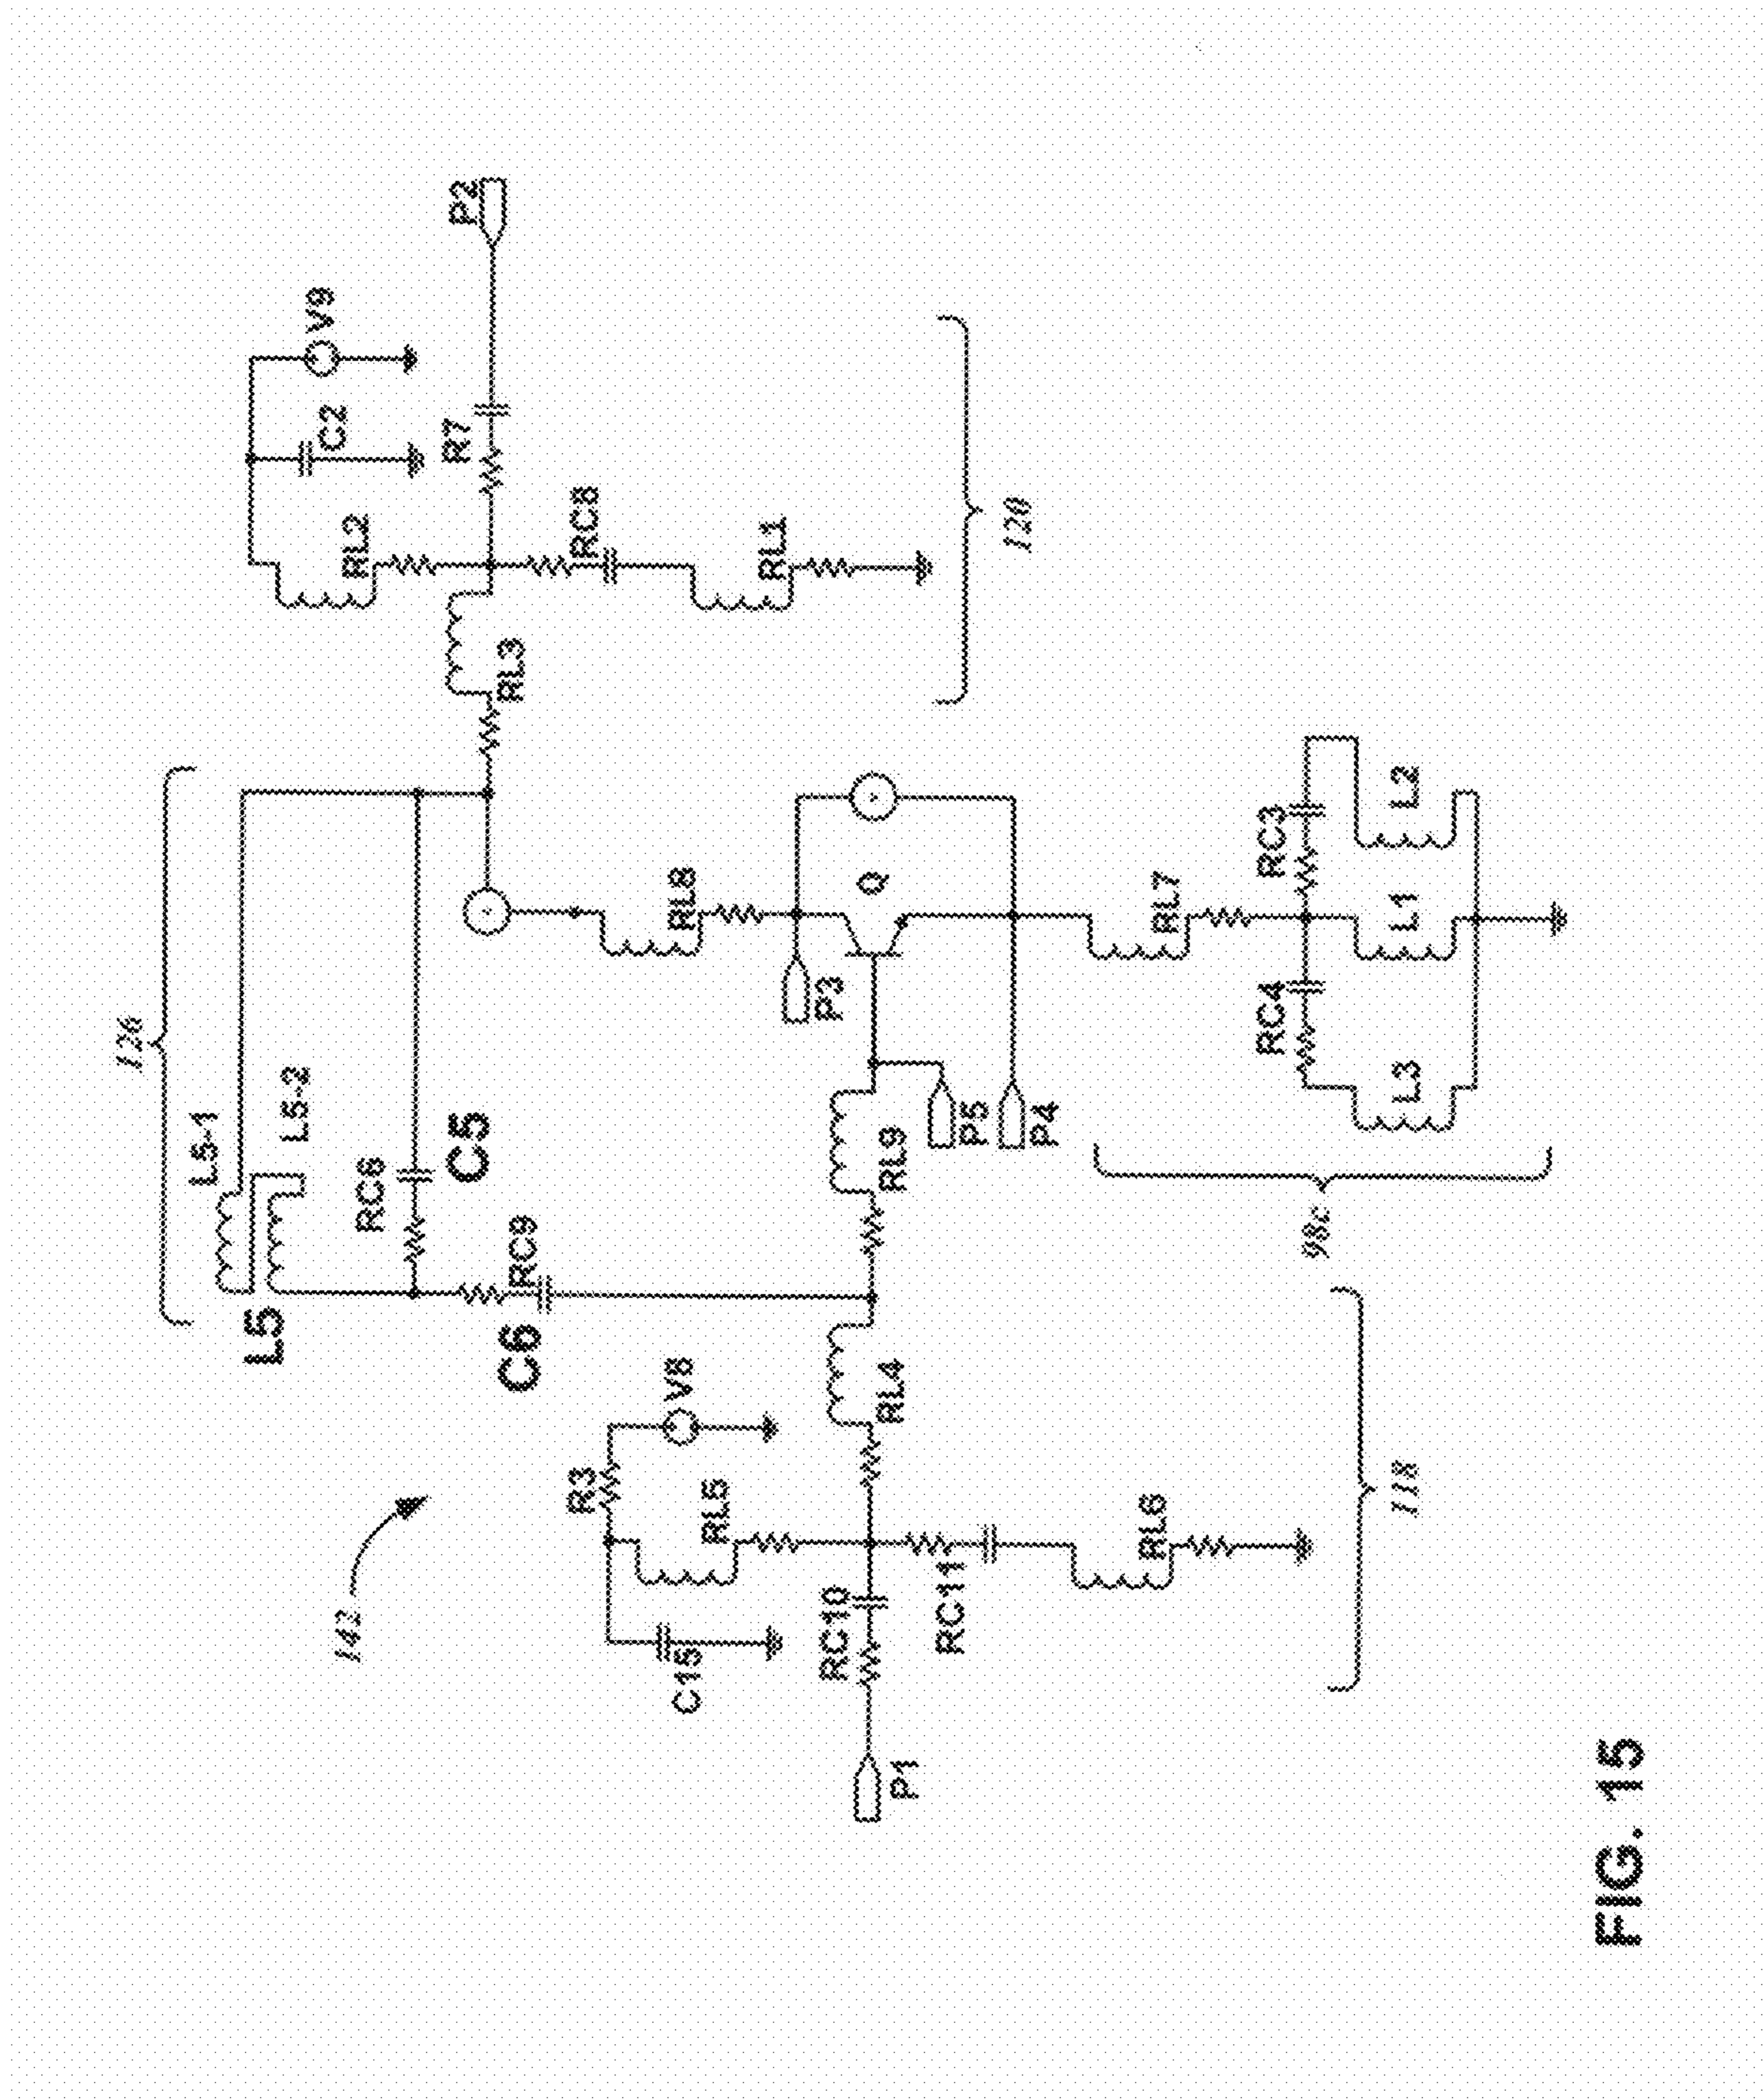 126
L5-1
L5-2
L5
RC6
C5
RC9
C6
142
R3
V8
RL5
C15
RC10
RC11
RL6
P1
RL4
118
RL9
P5
P4
P3
Q
RL8
RL7
RC4
RC3
L3
L1
L2
98c
RL3
RL2
C2
V9
R7
P2
RC8
RL1
120
FIG. 15